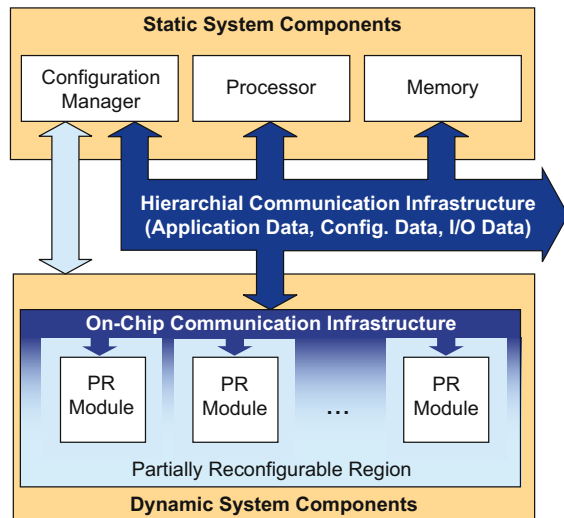 Static System Components
Configuration
Manager
Processor
Memory
Hierarchial Communication Infrastructure
(Application Data, Config. Data, I/O Data)
On-Chip Communication Infrastructure
PR
Module
PR
Module
...
PR
Module
Partially Reconfigurable Region
Dynamic System Components